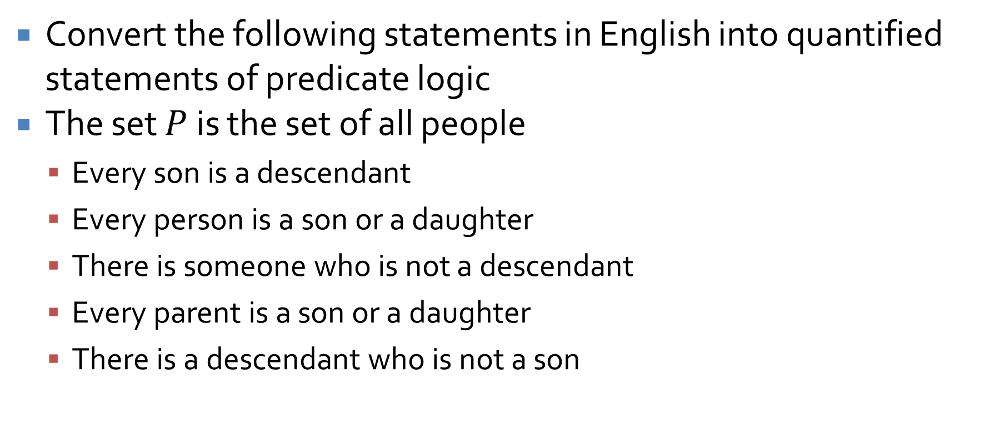 Convert the following statements in English into quantified
statements of predicate logic
The set P is the set of all people
Every son is a descendant
Every person is a son or a daughter
There is someone who is not a descendant
Every parent is a son or a daughter
There is a descendant who is not a son